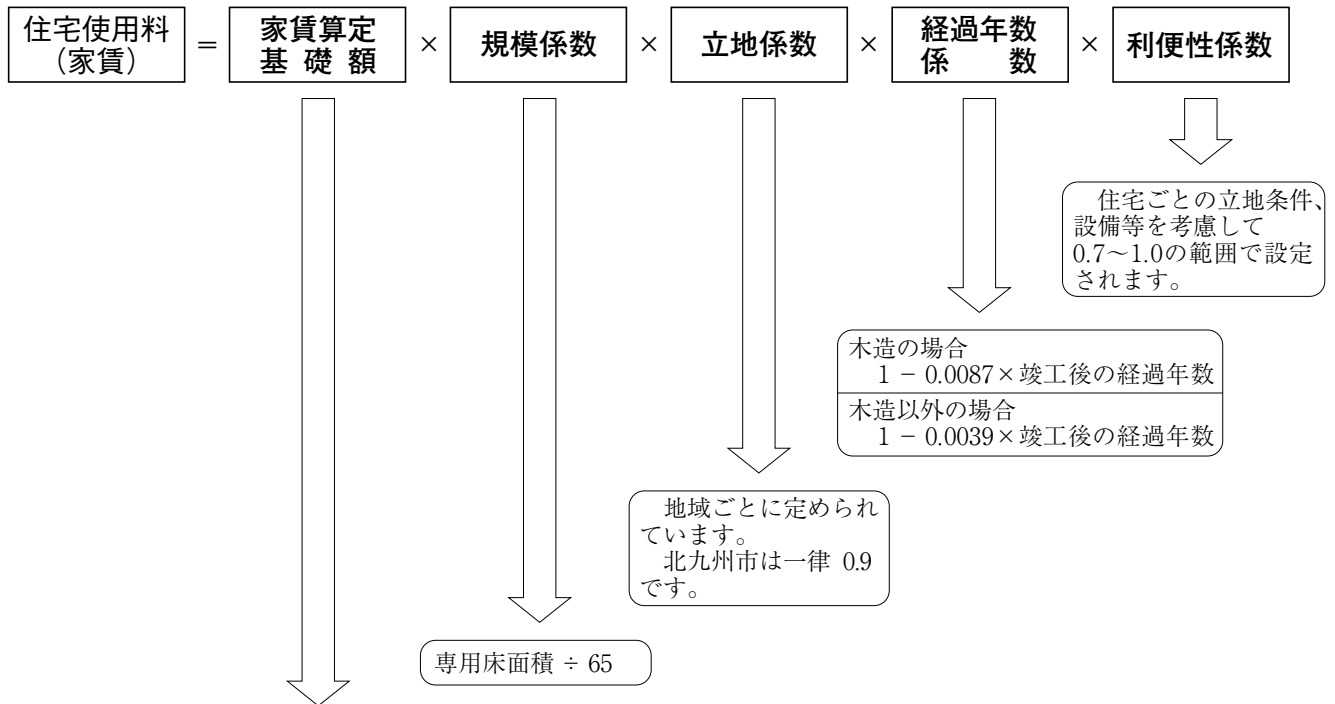 住宅使用料
(家賃)
=
家賃算定
基礎額
×
規模係数
×
立地係数
×
経過年数
係数
×
利便性係数
住宅ごとの立地条件、
設備等を考慮して
0.7〜1.0の範囲で設定
されます。
木造の場合
1－0.0087×竣工後の経過年数
木造以外の場合
1－0.0039×竣工後の経過年数
地域ごとに定められ
ています。
北九州市は一律 0.9
です。
専用床面積 ÷ 65